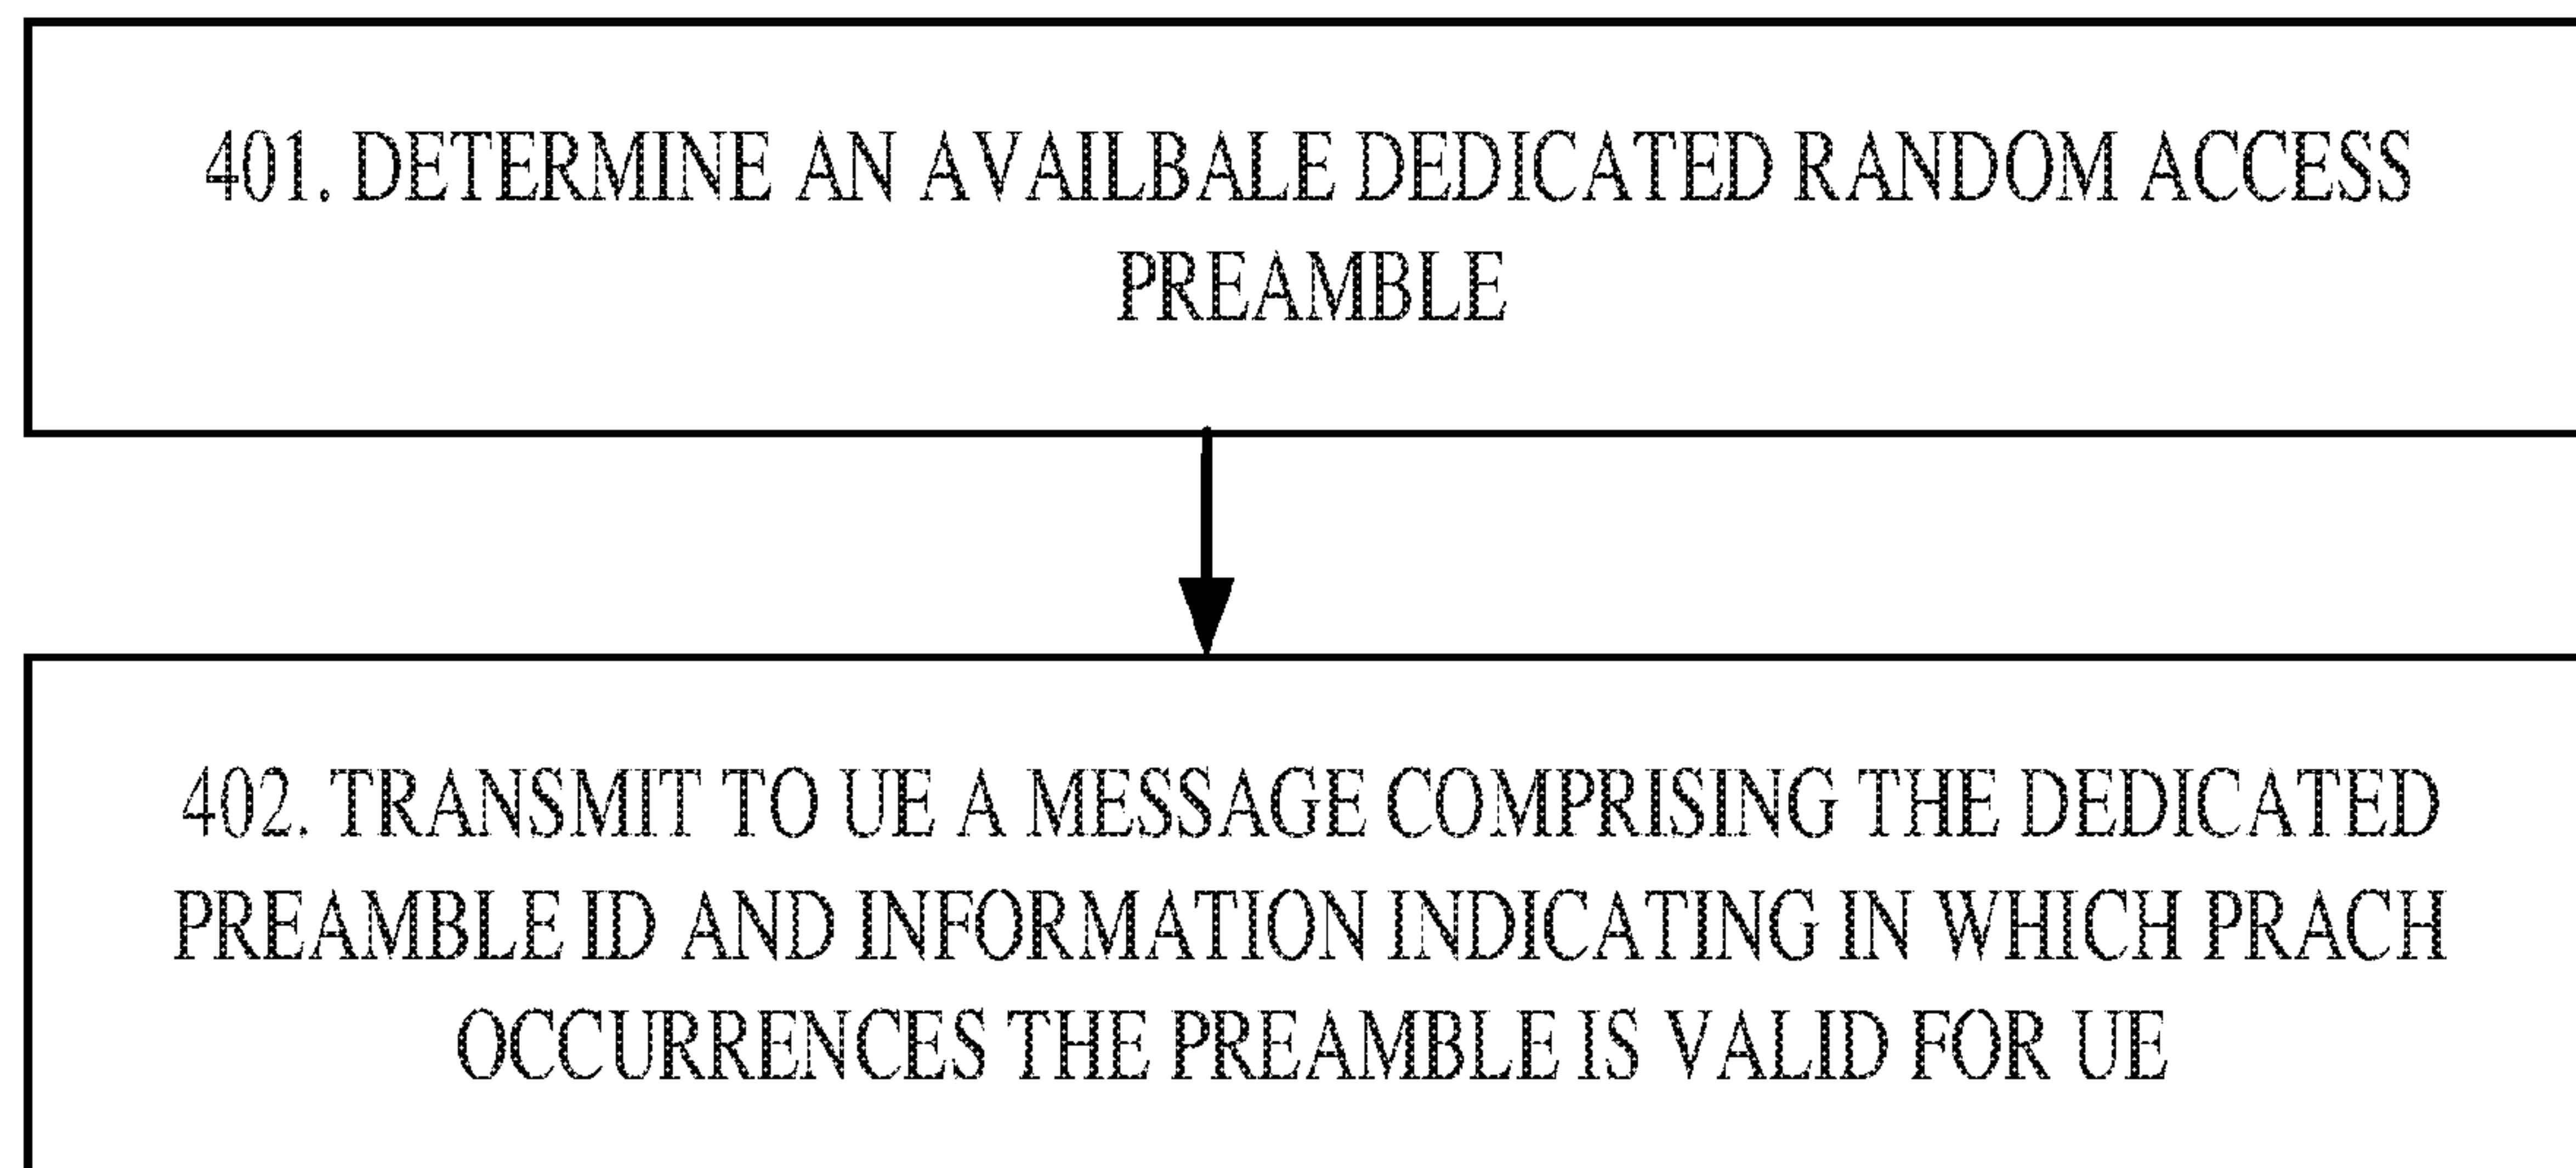 401. DETERMINE AN AVAILBALE DEDICATED RANDOM ACCESS
PREAMBLE
402. TRANSMIT TO UE A MESSAGE COMPRISING THE DEDICATED
PREAMBLE ID AND INFORMATION INDICATING IN WHICH PRACH
OCCURRENCES THE PREAMBLE IS VALID FOR UE